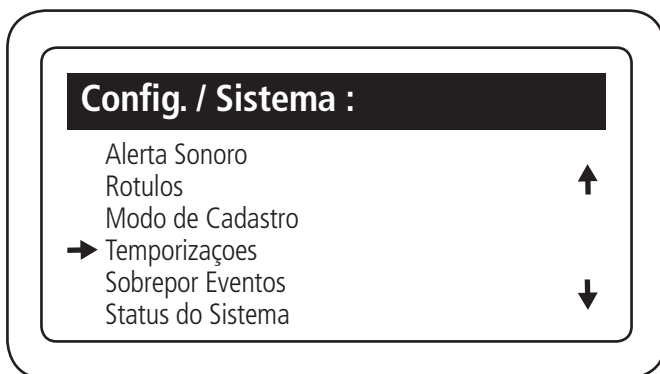 Config. / Sistema :
Alerta Sonoro
Rotulos
Modo de Cadastro
Temporizaçoes
Sobrepor Eventos
Status do Sistema